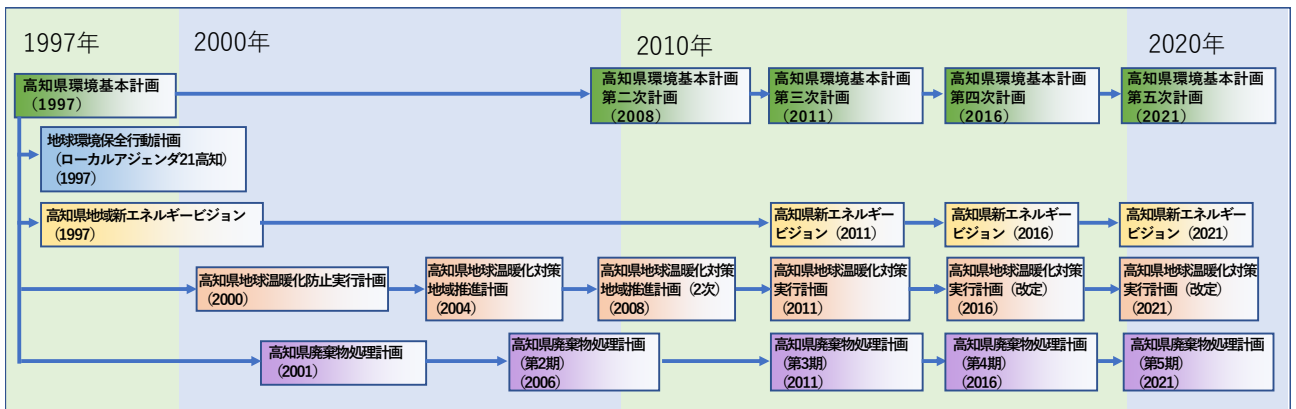 1997年
2000年
2010年
2020年
高知県環境基本計画
（1997）
高知県環境基本計画
第二次計画
（2008）
高知県環境基本計画
第三次計画
（2011）
高知県環境基本計画
第四次計画
（2016）
高知県環境基本計画
第五次計画
（2021）
地球環境保全行動計画
（ローカルアジェンダ21高知）
（1997）
高知県地域新エネルギービジョン
（1997）
高知県新エネルギー
ビジョン（2011）
高知県新エネルギー
ビジョン（2016）
高知県新エネルギー
ビジョン（2021）
高知県地球温暖化防止実行計画
（2000）
高知県地球温暖化対策
地域推進計画
（2004）
高知県地球温暖化対策
地域推進計画（2次）
（2008）
高知県地球温暖化対策
実行計画
（2011）
高知県地球温暖化対策
実行計画（改定）
（2016）
高知県地球温暖化対策
実行計画（改定）
（2021）
高知県廃棄物処理計画
（2001）
高知県廃棄物処理計画
（第2期）
（2006）
高知県廃棄物処理計画
（第3期）
（2011）
高知県廃棄物処理計画
（第4期）
（2016）
高知県廃棄物処理計画
（第5期）
（2021）